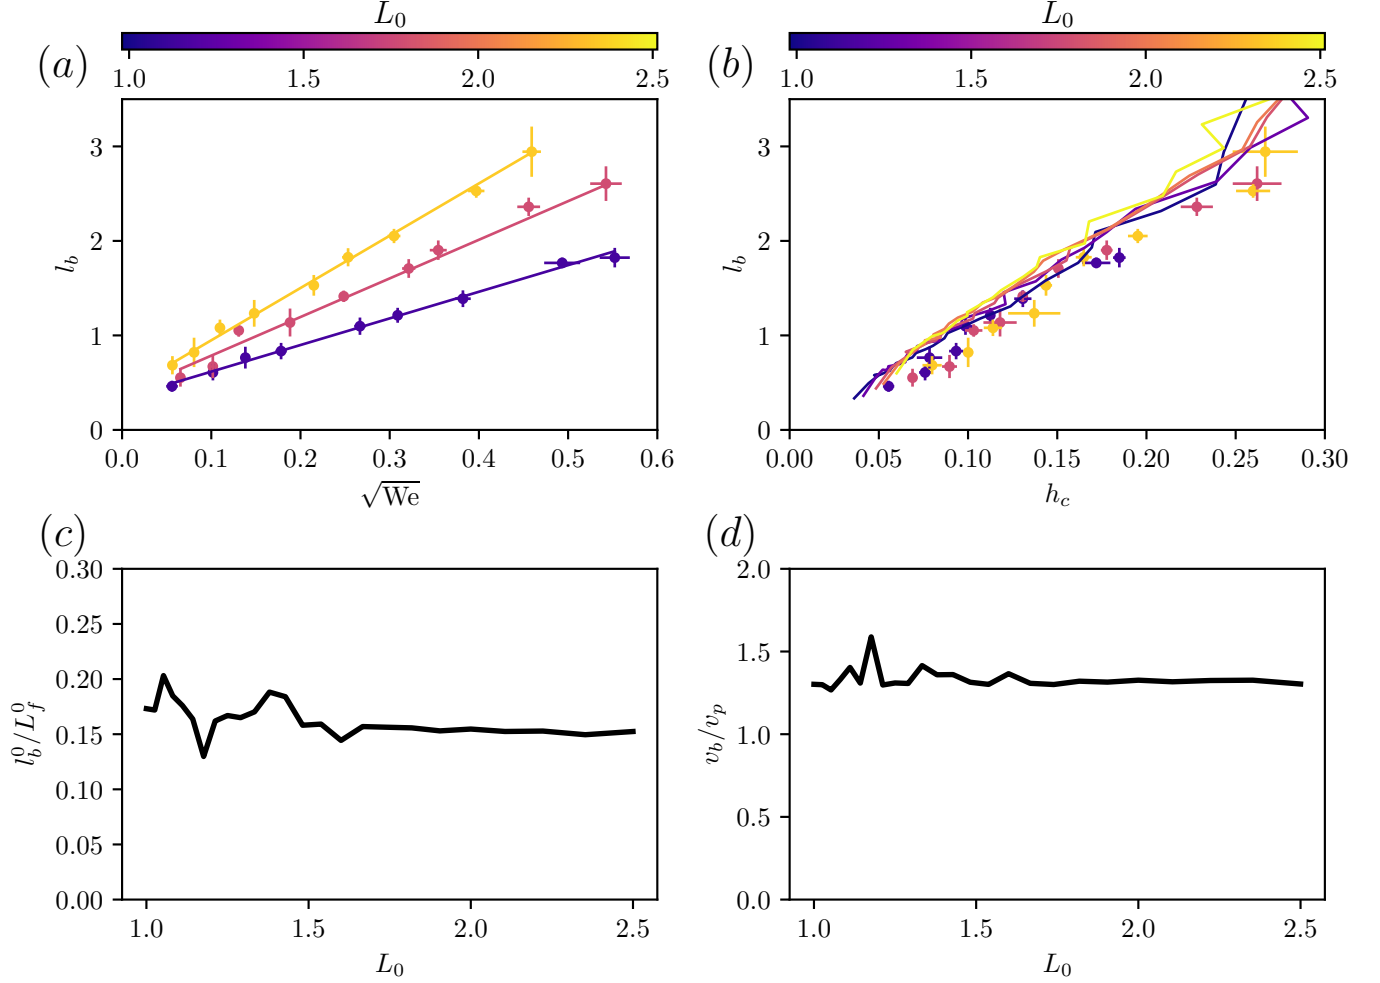 L_0 L_0
(a) (b)
1.0 1.5 2.0 2.5 1.0 1.5 2.0 2.5
3 3
l_b l_b
2 2
1 1
0 0
0.0 0.1 0.2 0.3 0.4 0.5 0.6 0.00 0.05 0.10 0.15 0.20 0.25 0.30
√We h_c
(c) (d)
0.30 2.0
0.25
0.20 1.5
l_b^0/L_f^0 v_b/v_p
0.15 1.0
0.10
0.05 0.5
0.00 0.0
1.0 1.5 2.0 2.5 1.0 1.5 2.0 2.5
L_0 L_0